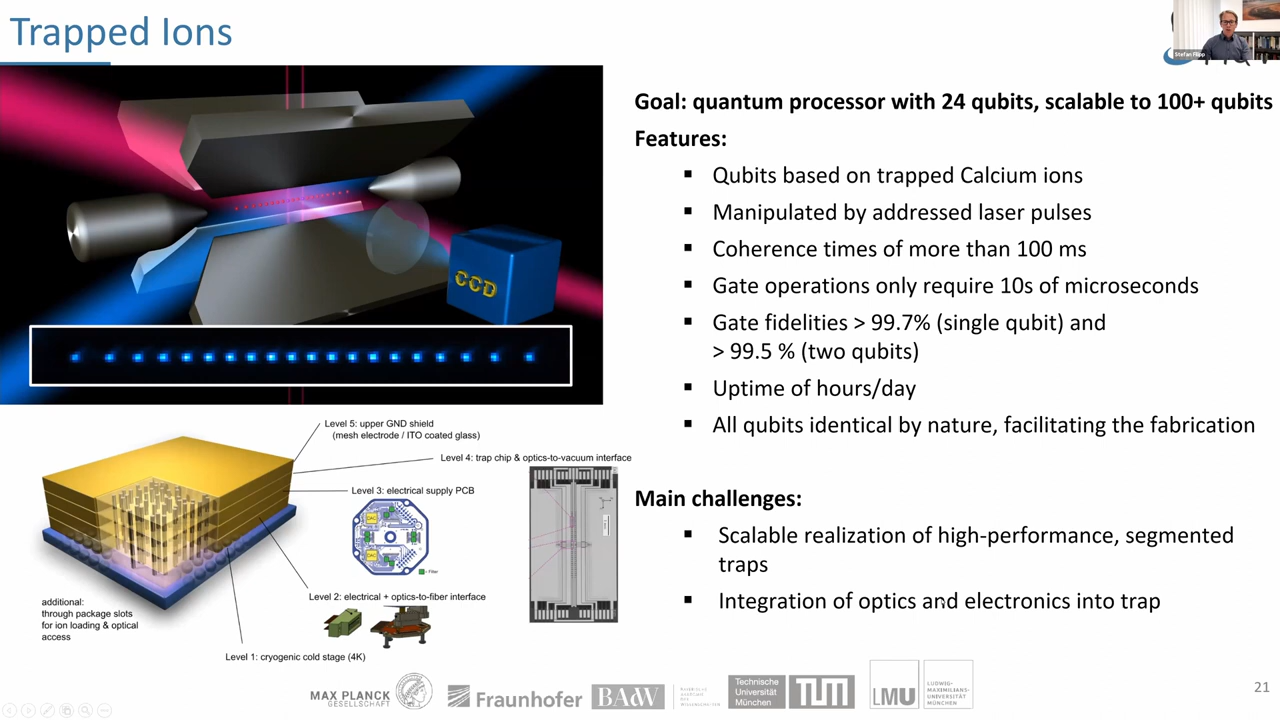 Trapped Ions
Stefan Filipp
Goal: quantum processor with 24 qubits, scalable to 100+ qubits
Features:
▪ Qubits based on trapped Calcium ions
▪ Manipulated by addressed laser pulses
▪ Coherence times of more than 100 ms
▪ Gate operations only require 10s of microseconds
▪ Gate fidelities > 99.7% (single qubit) and
> 99.5 % (two qubits)
▪ Uptime of hours/day
▪ All qubits identical by nature, facilitating the fabrication
Main challenges:
▪ Scalable realization of high-performance, segmented
traps
▪ Integration of optics and electronics into trap
CCD
Level 5: upper GND shield
(mesh electrode / ITO coated glass)
Level 4: trap chip & optics-to-vacuum interface
Level 3: electrical supply PCB
DAC
DAC
- Filter
Level 2: electrical + optics-to-fiber interface
additional:
through package slots
for ion loading & optical
access
Level 1: cryogenic cold stage (4K)
MAX PLANCK
GESELLSCHAFT
Fraunhofer
BAdW
Technische
Universität
München
TUM
LMU
LUDWIG-
MAXIMILIANS-
UNIVERSITÄT
MÜNCHEN
21